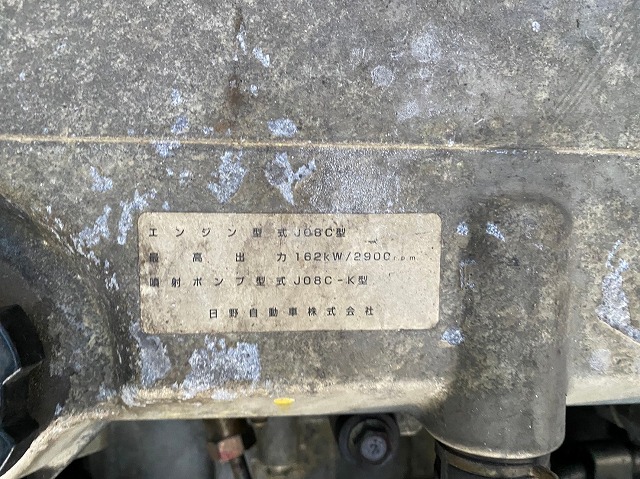 エンジン型式J08C型
最高出力162kW/2900r.p.m
噴射ポンプ型式J08C-K型
日野自動車株式会社